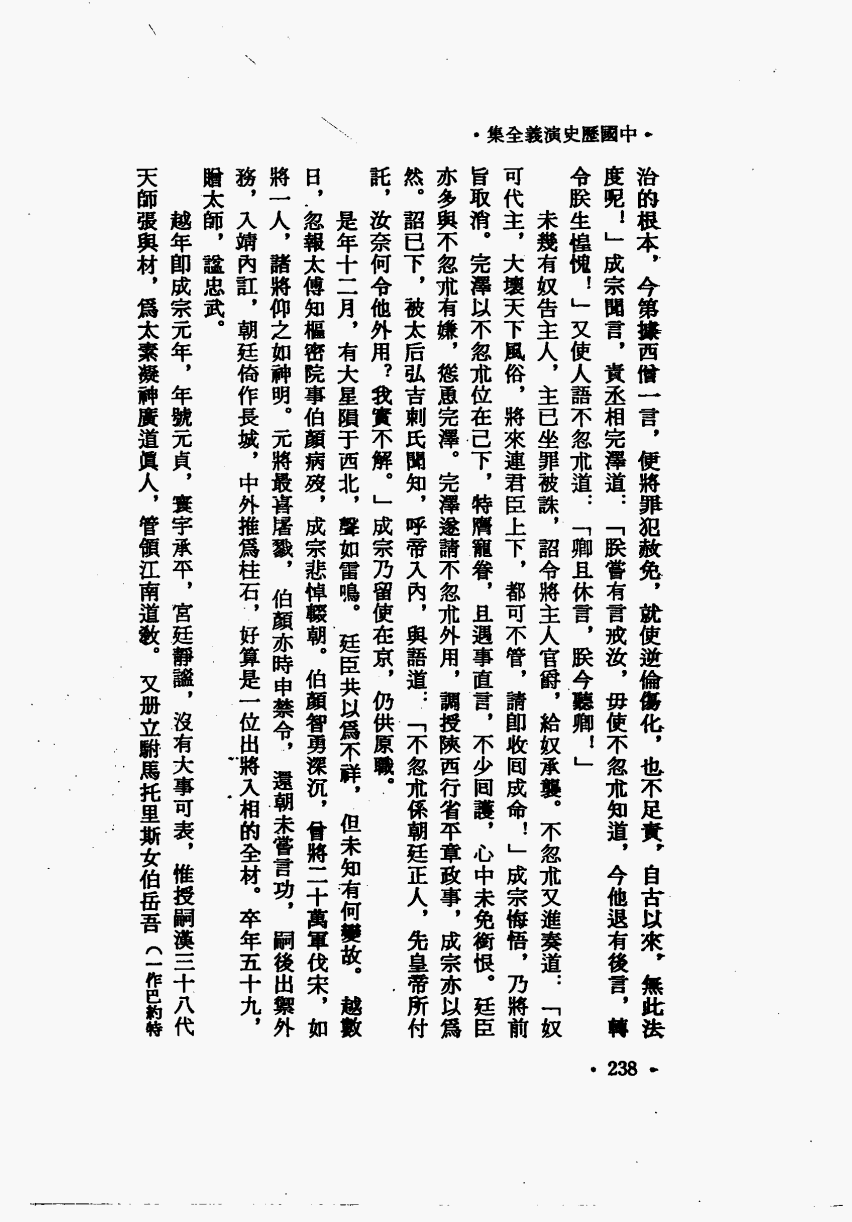 ・中國歷史演義全集・
治的根本，今第據西僧一言，便將罪犯赦免，就使逆倫傷化，也不足責，自古以來，無此法
度呢！」成宗聞言，責丞相完澤道：「朕嘗有言戒汝，毋使不忽朮知道，今他退有後言，轉
令朕生惶愧！」又使人語不忽朮道：「卿且休言，朕今聽卿！」
未幾有奴告主人，主已坐罪被誅，詔令將主人官爵，給奴承襲。不忽朮又進奏道：「奴
可代主，大壞天下風俗，將來連君臣上下，都可不管，請卽收囘成命！」成宗悔悟，乃將前
旨取消。完澤以不忽朮位在己下，特膺寵眷，且遇事直言，不少囘護，心中未免銜恨。廷臣
亦多與不忽朮有嫌，慫恿完澤。完澤遂請不忽朮外用，調授陝西行省平章政事，成宗亦以爲
然。詔已下，被太后弘吉剌氏聞知，呼帝入內，與語道：「不忽朮係朝廷正人，先皇帝所付
託，汝奈何令他外用？我實不解。」成宗乃留使在京，仍供原職。
是年十二月，有大星隕于西北，聲如雷鳴。廷臣共以爲不祥，但未知有何變故。越數
日，忽報太傅知樞密院事伯顏病歿，成宗悲悼輟朝。伯顏智勇深沉，曾將二十萬軍伐宋，如
將一人，諸將仰之如神明。元將最喜屠戮，伯顏亦時申禁令，還朝未嘗言功，嗣後出禦外
務，入靖內訌，朝廷倚作長城，中外推爲柱石，好算是一位出將入相的全材。卒年五十九，
贈太師，諡忠武。
越年卽成宗元年，年號元貞，寰宇承平，宮廷靜謐，沒有大事可表，惟授嗣漢三十八代
天師張與材，爲太素凝神廣道眞人，管領江南道敎。又册立駙馬托里斯女伯岳吾（一作巴約特
・238・